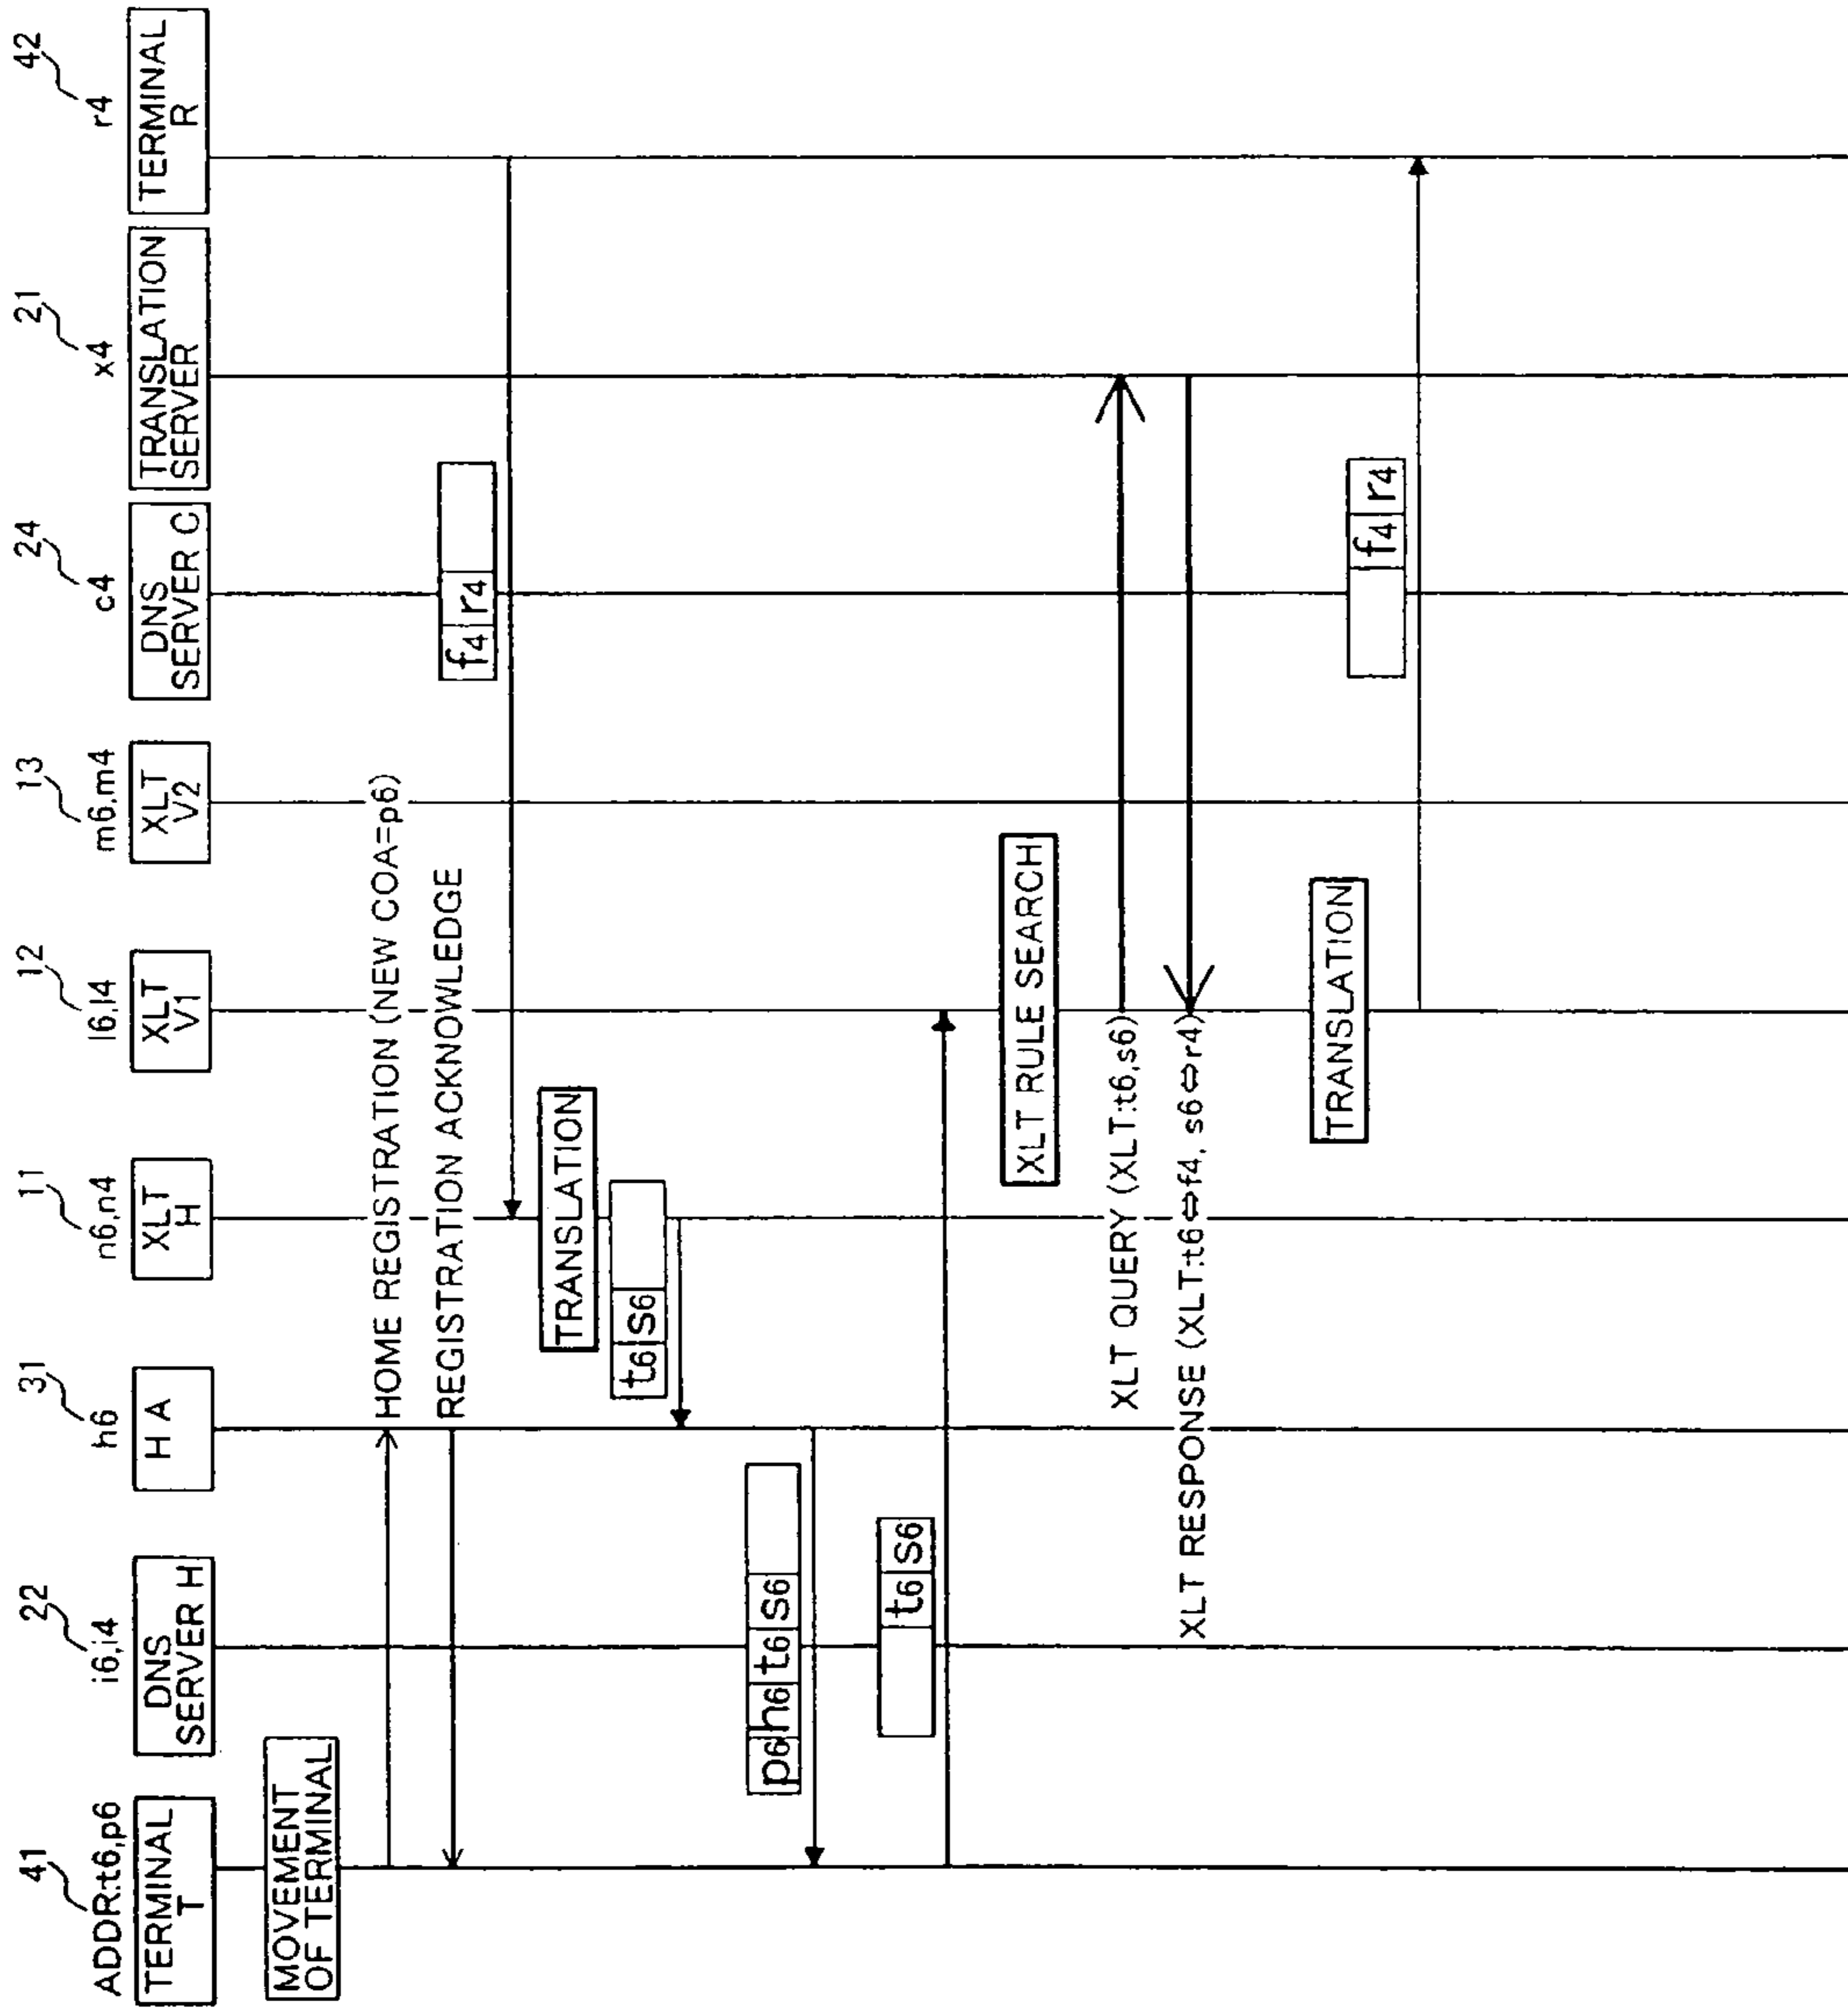 41
22
31
11
12
13
24
21
42
ADDR:t6,p6
i6,i4
h6
n6,n4
l6,l4
m6,m4
c4
x4
r4
TERMINAL
T
DNS
SERVER H
H A
XLT
H
XLT
V1
XLT
V2
DNS
SERVER C
TRANSLATION
SERVER
TERMINAL
R
MOVEMENT
OF TERMINAL
HOME REGISTRATION (NEW COA=p6)
REGISTRATION ACKNOWLEDGE
f4 r4
TRANSLATION
t6 s6
p6 h6 t6 s6
t6 s6
XLT RULE SEARCH
XLT QUERY (XLT:t6,s6)
XLT RESPONSE (XLT:t6⇔f4, s6⇔r4)
TRANSLATION
f4 r4